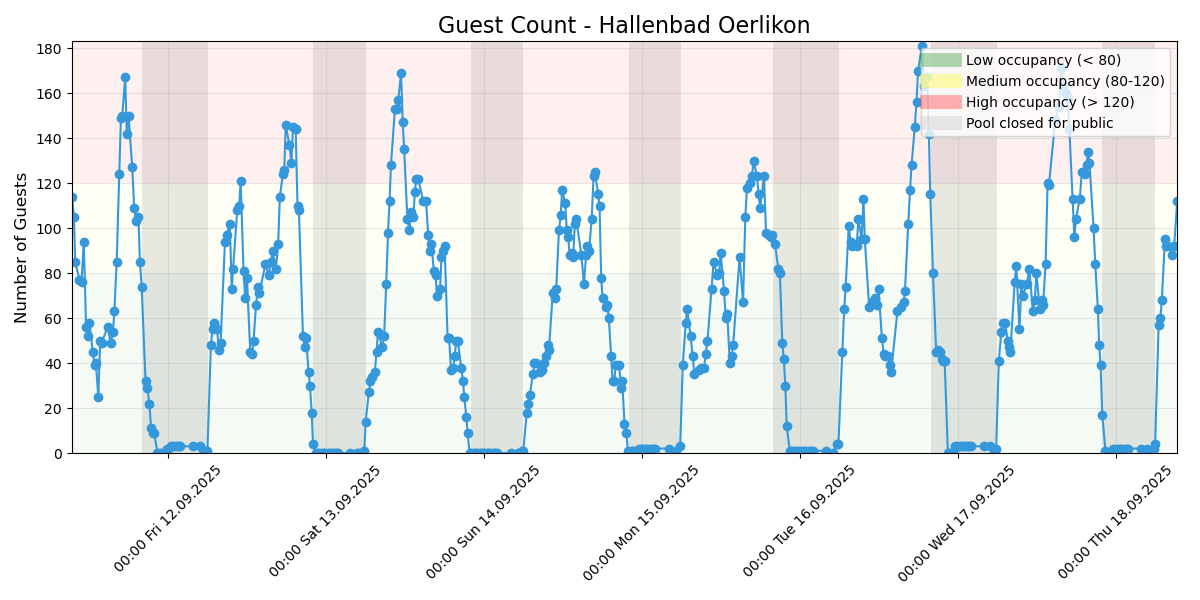 Guest Count - Hallenbad Oerlikon
Number of Guests
180
160
140
120
100
80
60
40
20
0
Low occupancy (< 80)
Medium occupancy (80-120)
High occupancy (> 120)
Pool closed for public
00:00 Fri 12.09.2025
00:00 Sat 13.09.2025
00:00 Sun 14.09.2025
00:00 Mon 15.09.2025
00:00 Tue 16.09.2025
00:00 Wed 17.09.2025
00:00 Thu 18.09.2025